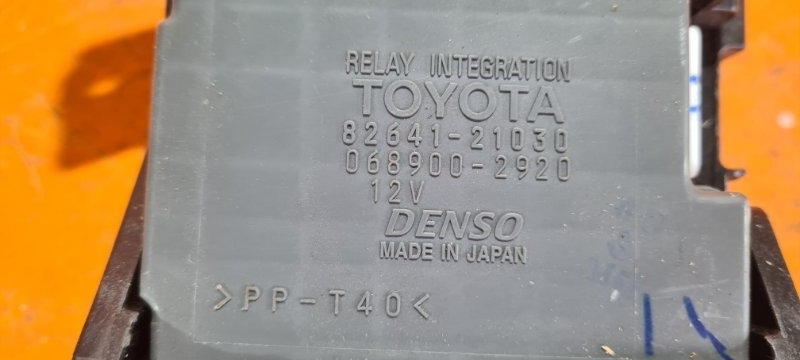 RELAY INTEGRATION
TOYOTA
82641-21030
068900-2920
12V
DENSO
MADE IN JAPAN
>PP-T40<